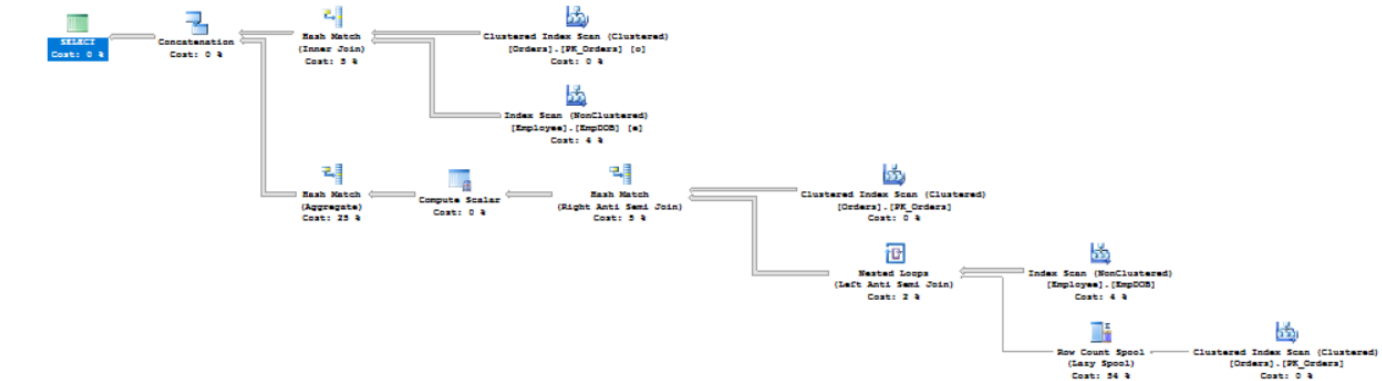 SELECT
Cost: 0 %
Concatenation
Cost: 0 %
Hash Match
(Inner Join)
Cost: 5 %
Clustered Index Scan (Clustered)
[Orders].[PK_Orders] [o]
Cost: 0 %
Index Scan (NonClustered)
[Employee].[EmpDOB] [e]
Cost: 4 %
Hash Match
(Aggregate)
Cost: 25 %
Compute Scalar
Cost: 0 %
Hash Match
(Right Anti Semi Join)
Cost: 5 %
Clustered Index Scan (Clustered)
[Orders].[PK_Orders]
Cost: 0 %
Nested Loops
(Left Anti Semi Join)
Cost: 2 %
Index Scan (NonClustered)
[Employee].[EmpDOB]
Cost: 4 %
Row Count Spool
(Lazy Spool)
Cost: 54 %
Clustered Index Scan (Clustered)
[Orders].[PK_Orders]
Cost: 0 %